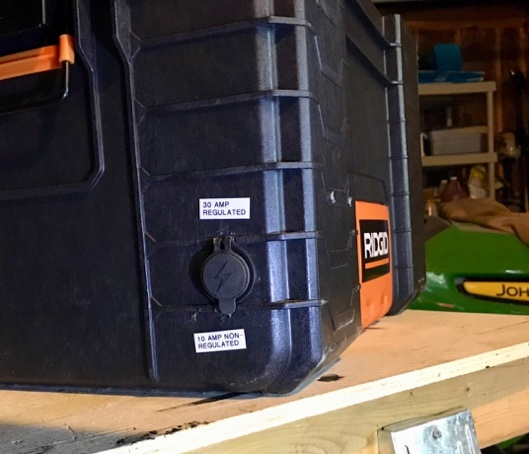 30 AMP
REGULATED
RIDGID
10 AMP NON-
REGULATED
JOH